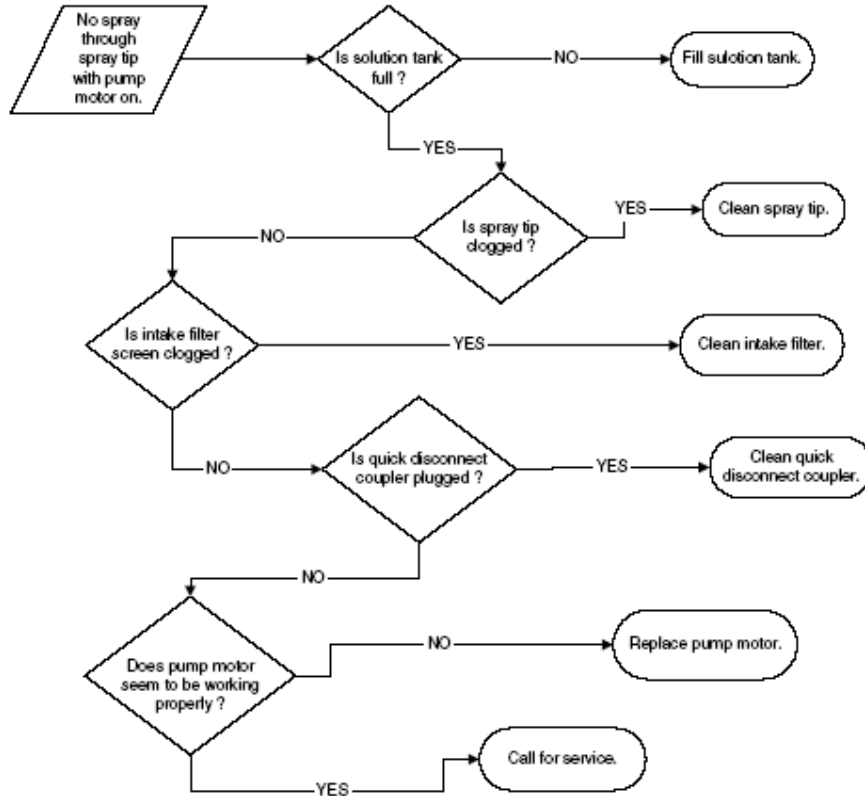 No spray
through
spray tip
with pump
motor on.
Is solution tank
full ?
NO
Fill sulotion tank.
YES
Is spray tip
clogged ?
YES
Clean spray tip.
NO
Is intake filter
screen clogged ?
YES
Clean intake filter.
NO
Is quick disconnect
coupler plugged ?
YES
Clean quick
disconnect coupler.
NO
Does pump motor
seem to be working
properly ?
NO
Replace pump motor.
YES
Call for service.